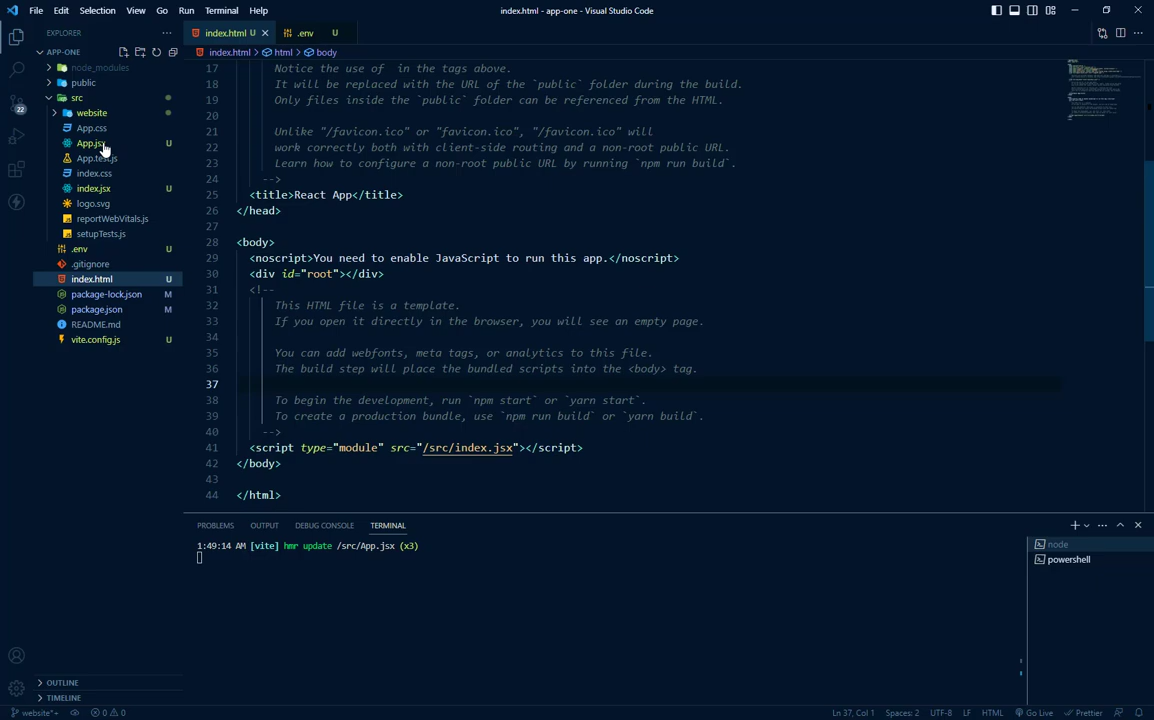 File Edit Selection View Go Run Terminal Help
index.html - app-one - Visual Studio Code
EXPLORER
APP-ONE
node_modules
public
src
website
App.css
App.jsx U
App.test.js
index.css
index.jsx U
logo.svg
reportWebVitals.js
setupTests.js
.env U
.gitignore
index.html U
package-lock.json M
package.json M
README.md
vite.config.js U
OUTLINE
TIMELINE
22
index.html U
.env U
index.html > html > body
17 Notice the use of  in the tags above.
18 It will be replaced with the URL of the `public` folder during the build.
19 Only files inside the `public` folder can be referenced from the HTML.
20
21 Unlike "/favicon.ico" or "favicon.ico", "/favicon.ico" will
22 work correctly both with client-side routing and a non-root public URL.
23 Learn how to configure a non-root public URL by running `npm run build`.
24 -->
25 <title>React App</title>
26 </head>
27
28 <body>
29 <noscript>You need to enable JavaScript to run this app.</noscript>
30 <div id="root"></div>
31 <!--
32 This HTML file is a template.
33 If you open it directly in the browser, you will see an empty page.
34
35 You can add webfonts, meta tags, or analytics to this file.
36 The build step will place the bundled scripts into the <body> tag.
37
38 To begin the development, run `npm start` or `yarn start`.
39 To create a production bundle, use `npm run build` or `yarn build`.
40 -->
41 <script type="module" src="/src/index.jsx"></script>
42 </body>
43
44 </html>
PROBLEMS OUTPUT DEBUG CONSOLE TERMINAL
1:49:14 AM [vite] hmr update /src/App.jsx (x3)
node
powershell
website*+ 0 0
Ln 37, Col 1 Spaces: 2 UTF-8 LF HTML Go Live Prettier